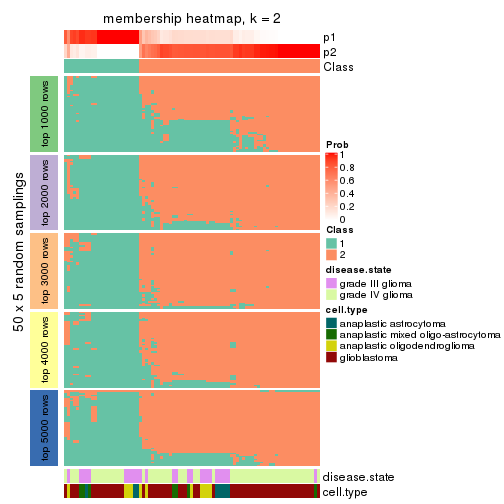 membership heatmap, k = 2
p1
p2
Class
50 x 5 random samplings
top 1000 rows
top 2000 rows
top 3000 rows
top 4000 rows
top 5000 rows
disease.state
cell.type
Prob
1
0.8
0.6
0.4
0.2
0
Class
1
2
disease.state
grade III glioma
grade IV glioma
cell.type
anaplastic astrocytoma
anaplastic mixed oligo-astrocytoma
anaplastic oligodendroglioma
glioblastoma